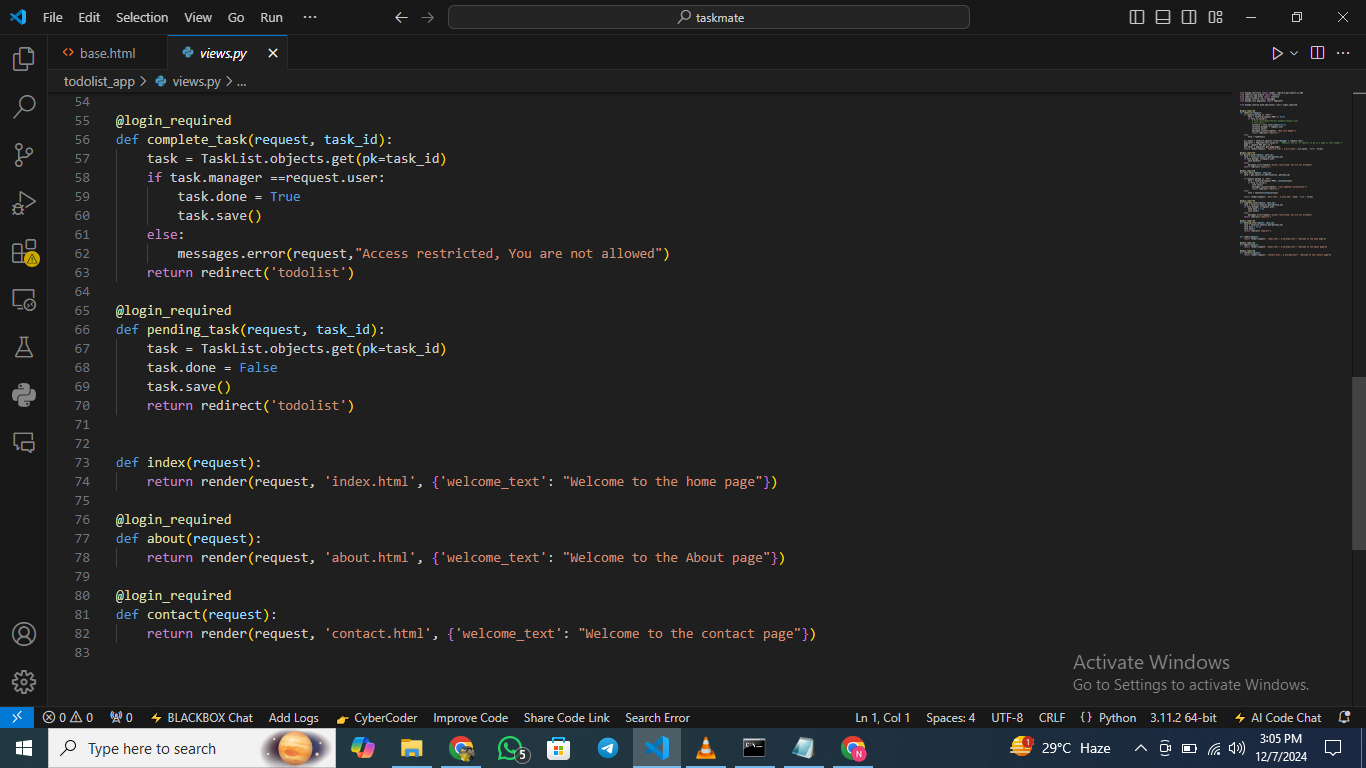 File Edit Selection View Go Run ··· taskmate
base.html views.py
todolist_app > views.py > ...
54
55 @login_required
56 def complete_task(request, task_id):
57 task = TaskList.objects.get(pk=task_id)
58 if task.manager ==request.user:
59 task.done = True
60 task.save()
61 else:
62 messages.error(request,"Access restricted, You are not allowed")
63 return redirect('todolist')
64
65 @login_required
66 def pending_task(request, task_id):
67 task = TaskList.objects.get(pk=task_id)
68 task.done = False
69 task.save()
70 return redirect('todolist')
71
72
73 def index(request):
74 return render(request, 'index.html', {'welcome_text': "Welcome to the home page"})
75
76 @login_required
77 def about(request):
78 return render(request, 'about.html', {'welcome_text': "Welcome to the About page"})
79
80 @login_required
81 def contact(request):
82 return render(request, 'contact.html', {'welcome_text': "Welcome to the contact page"})
83
Activate Windows
Go to Settings to activate Windows.
0 0 0 BLACKBOX Chat Add Logs CyberCoder Improve Code Share Code Link Search Error Ln 1, Col 1 Spaces: 4 UTF-8 CRLF {} Python 3.11.2 64-bit AI Code Chat
Type here to search 5 1 29°C Haze 3:05 PM
12/7/2024